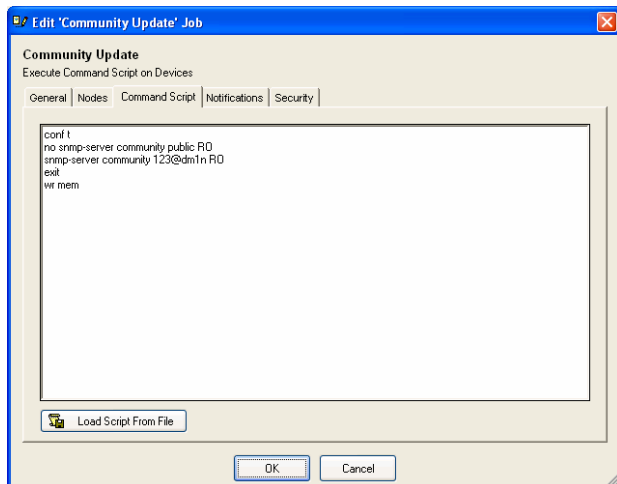 Edit 'Community Update' Job
Community Update
Execute Command Script on Devices
General Nodes Command Script Notifications Security
conf t
no snmp-server community public RO
snmp-server community 123@dm1n RO
exit
wr mem
Load Script From File
OK Cancel